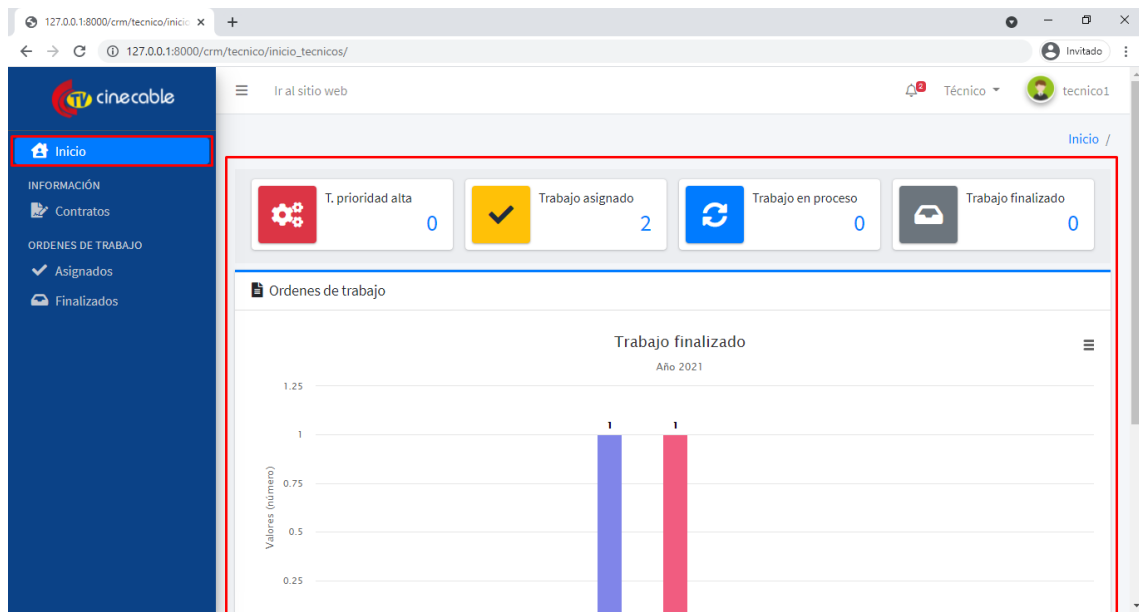 127.0.0.1:8000/crm/tecnico/inicio
127.0.0.1:8000/crm/tecnico/inicio_tecnicos/
Invitado
TV cinecable
Ir al sitio web
2
Técnico
tecnico1
Inicio /
Inicio
INFORMACIÓN
Contratos
ORDENES DE TRABAJO
Asignados
Finalizados
T. prioridad alta
0
Trabajo asignado
2
Trabajo en proceso
0
Trabajo finalizado
0
Ordenes de trabajo
Trabajo finalizado
Año 2021
Valores (número)
1.25
1
0.75
0.5
0.25
1
1